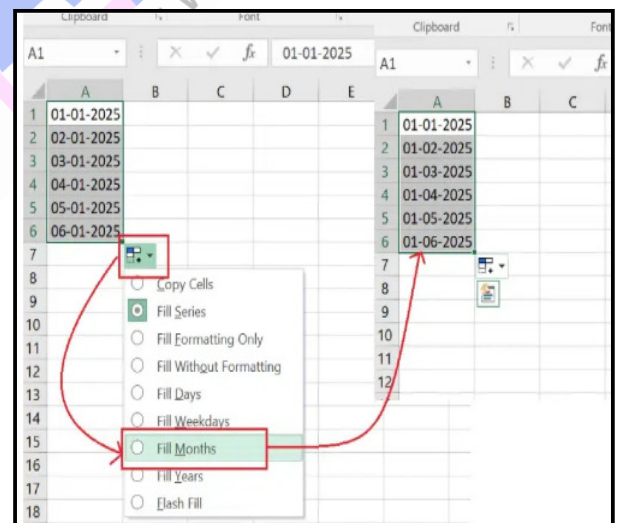 Clipboard
Font
A1
01-01-2025
A
B
C
D
E
1 01-01-2025
2 02-01-2025
3 03-01-2025
4 04-01-2025
5 05-01-2025
6 06-01-2025
7
8 Copy Cells
9 Fill Series
10 Fill Formatting Only
11
12 Fill Without Formatting
13 Fill Days
14 Fill Weekdays
15 Fill Months
16
17 Fill Years
18 Flash Fill
Clipboard
Font
A1
fx
A
B
C
1 01-01-2025
2 01-02-2025
3 01-03-2025
4 01-04-2025
5 01-05-2025
6 01-06-2025
7
8
9
10
11
12